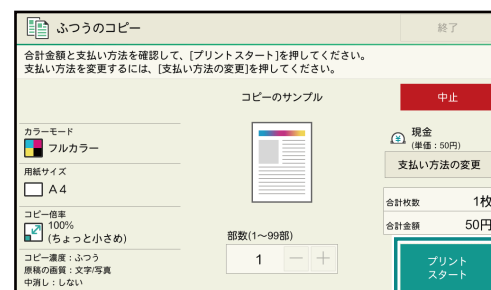 ふつうのコピー
終了
合計金額と支払い方法を確認して、[プリントスタート]を押してください。
支払い方法を変更するには、[支払い方法の変更]を押してください。
コピーのサンプル
中止
カラーモード
フルカラー
用紙サイズ
A4
コピー倍率
100%
(ちょっと小さめ)
コピー濃度：ふつう
原稿の画質：文字/写真
中消し：しない
部数(1～99部)
1
現金
(単価：50円)
支払い方法の変更
合計枚数 1枚
合計金額 50円
プリント
スタート